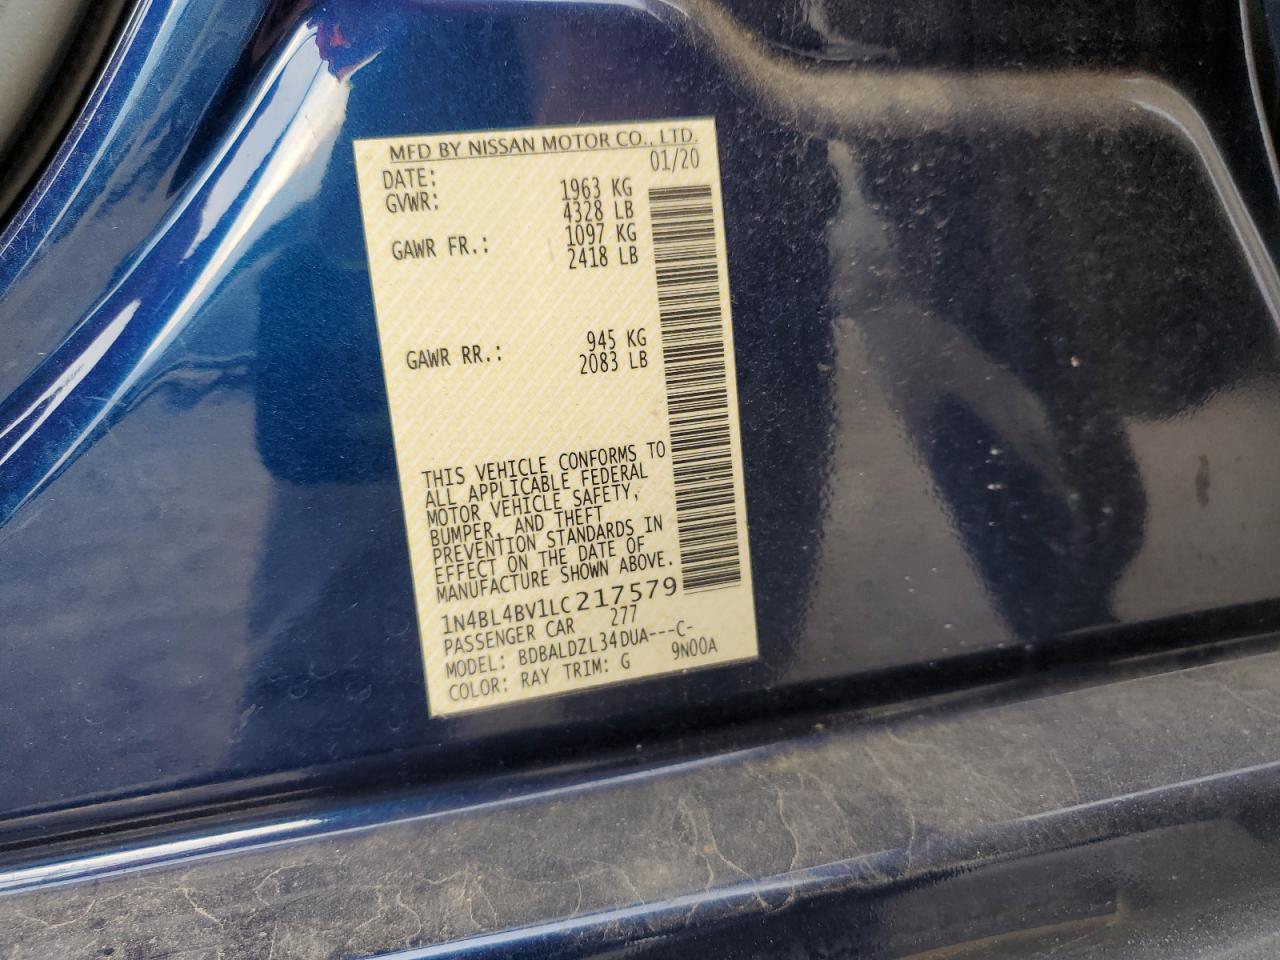 MFD BY NISSAN MOTOR CO., LTD.
DATE: 01/20
GVWR: 1963 KG
4328 LB
GAWR FR.: 1097 KG
2418 LB
GAWR RR.: 945 KG
2083 LB
THIS VEHICLE CONFORMS TO
ALL APPLICABLE FEDERAL
MOTOR VEHICLE SAFETY,
BUMPER, AND THEFT
PREVENTION STANDARDS IN
EFFECT ON THE DATE OF
MANUFACTURE SHOWN ABOVE.
1N4BL4BV1LC217579
PASSENGER CAR 277
MODEL: BDBALDZL34DUA---C-
COLOR: RAY TRIM: G 9N00A